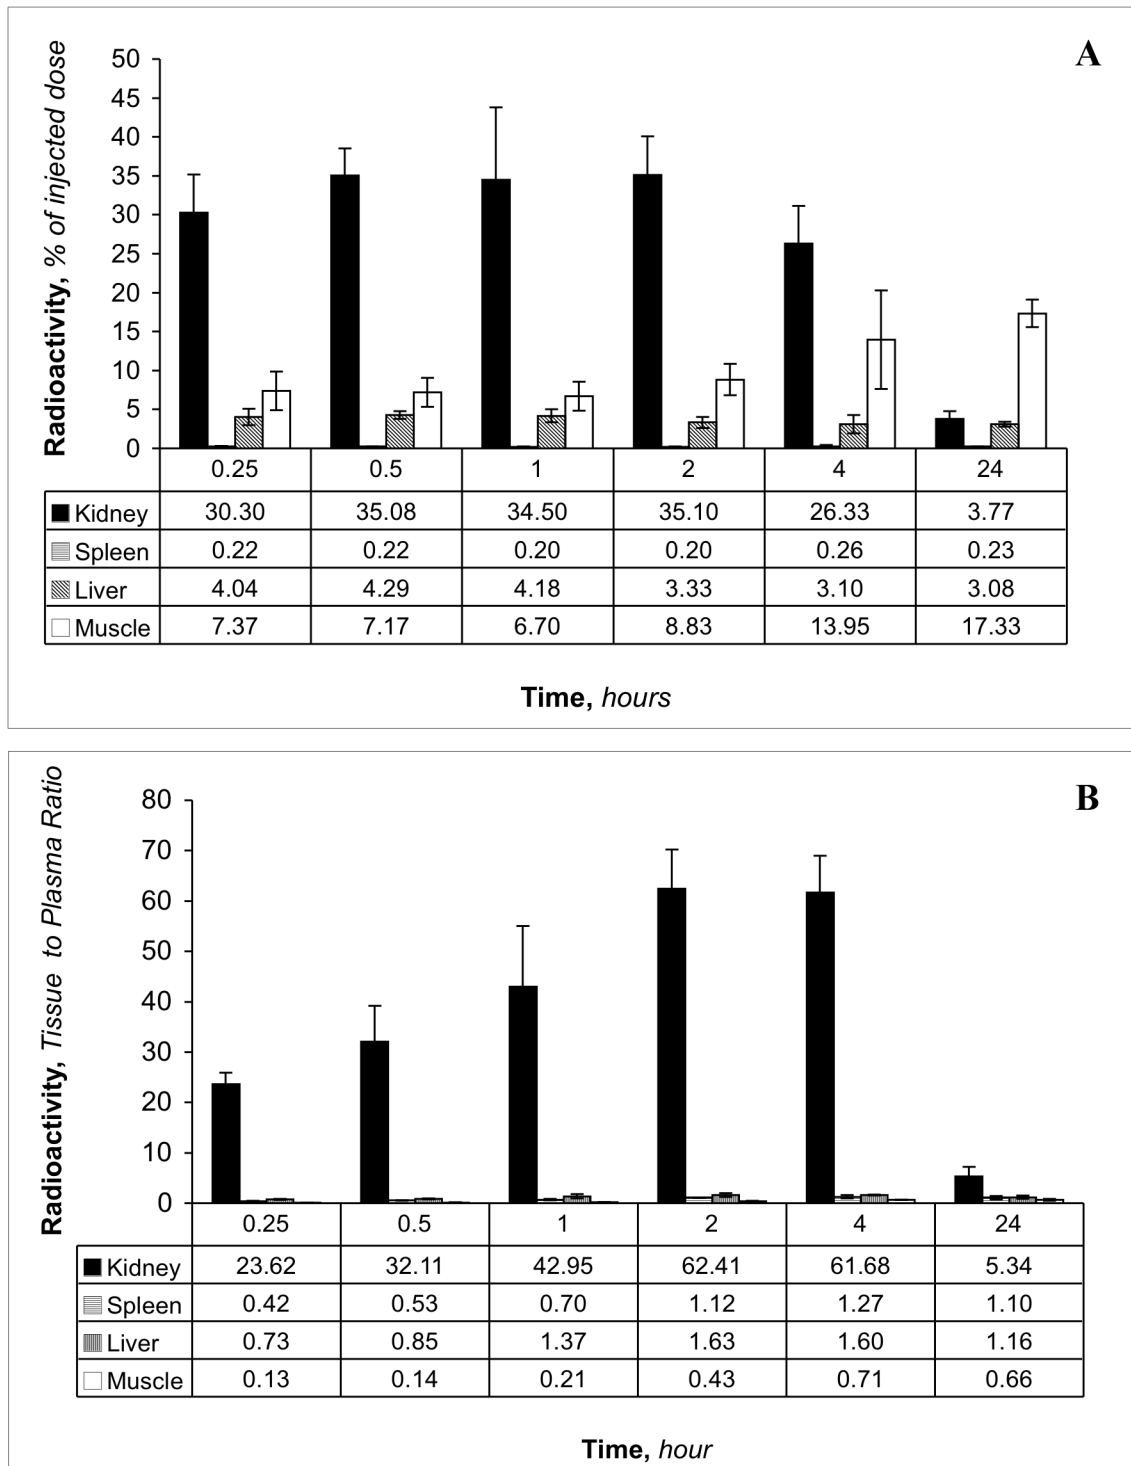 A
Radioactivity, % of injected dose
50
45
40
35
30
25
20
15
10
5
0
0.25 0.5 1 2 4 24
Kidney 30.30 35.08 34.50 35.10 26.33 3.77
Spleen 0.22 0.22 0.20 0.20 0.26 0.23
Liver 4.04 4.29 4.18 3.33 3.10 3.08
Muscle 7.37 7.17 6.70 8.83 13.95 17.33
Time, hours
B
Radioactivity, Tissue to Plasma Ratio
80
70
60
50
40
30
20
10
0
0.25 0.5 1 2 4 24
Kidney 23.62 32.11 42.95 62.41 61.68 5.34
Spleen 0.42 0.53 0.70 1.12 1.27 1.10
Liver 0.73 0.85 1.37 1.63 1.60 1.16
Muscle 0.13 0.14 0.21 0.43 0.71 0.66
Time, hour